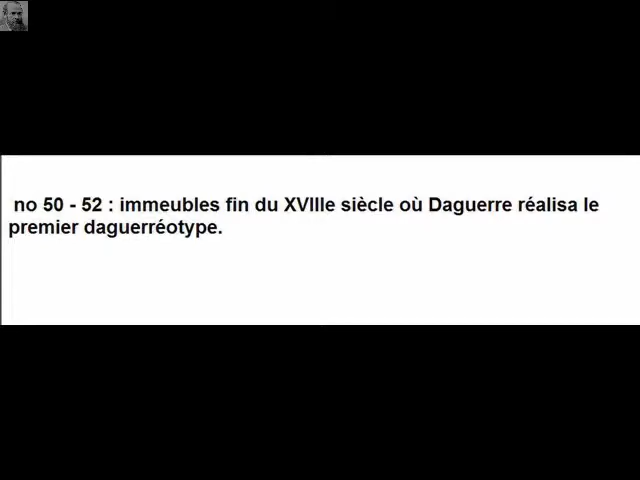 no 50 - 52 : immeubles fin du XVIIIe siècle où Daguerre réalisa le
premier daguerréotype.